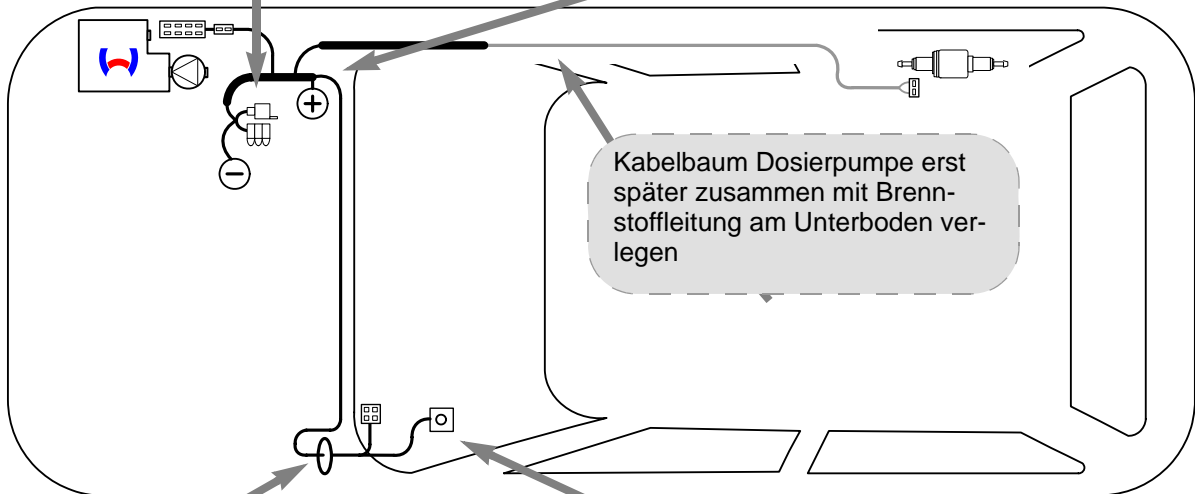 +
−
Kabelbaum Dosierpumpe erst
später zusammen mit Brenn-
stoffleitung am Unterboden ver-
legen